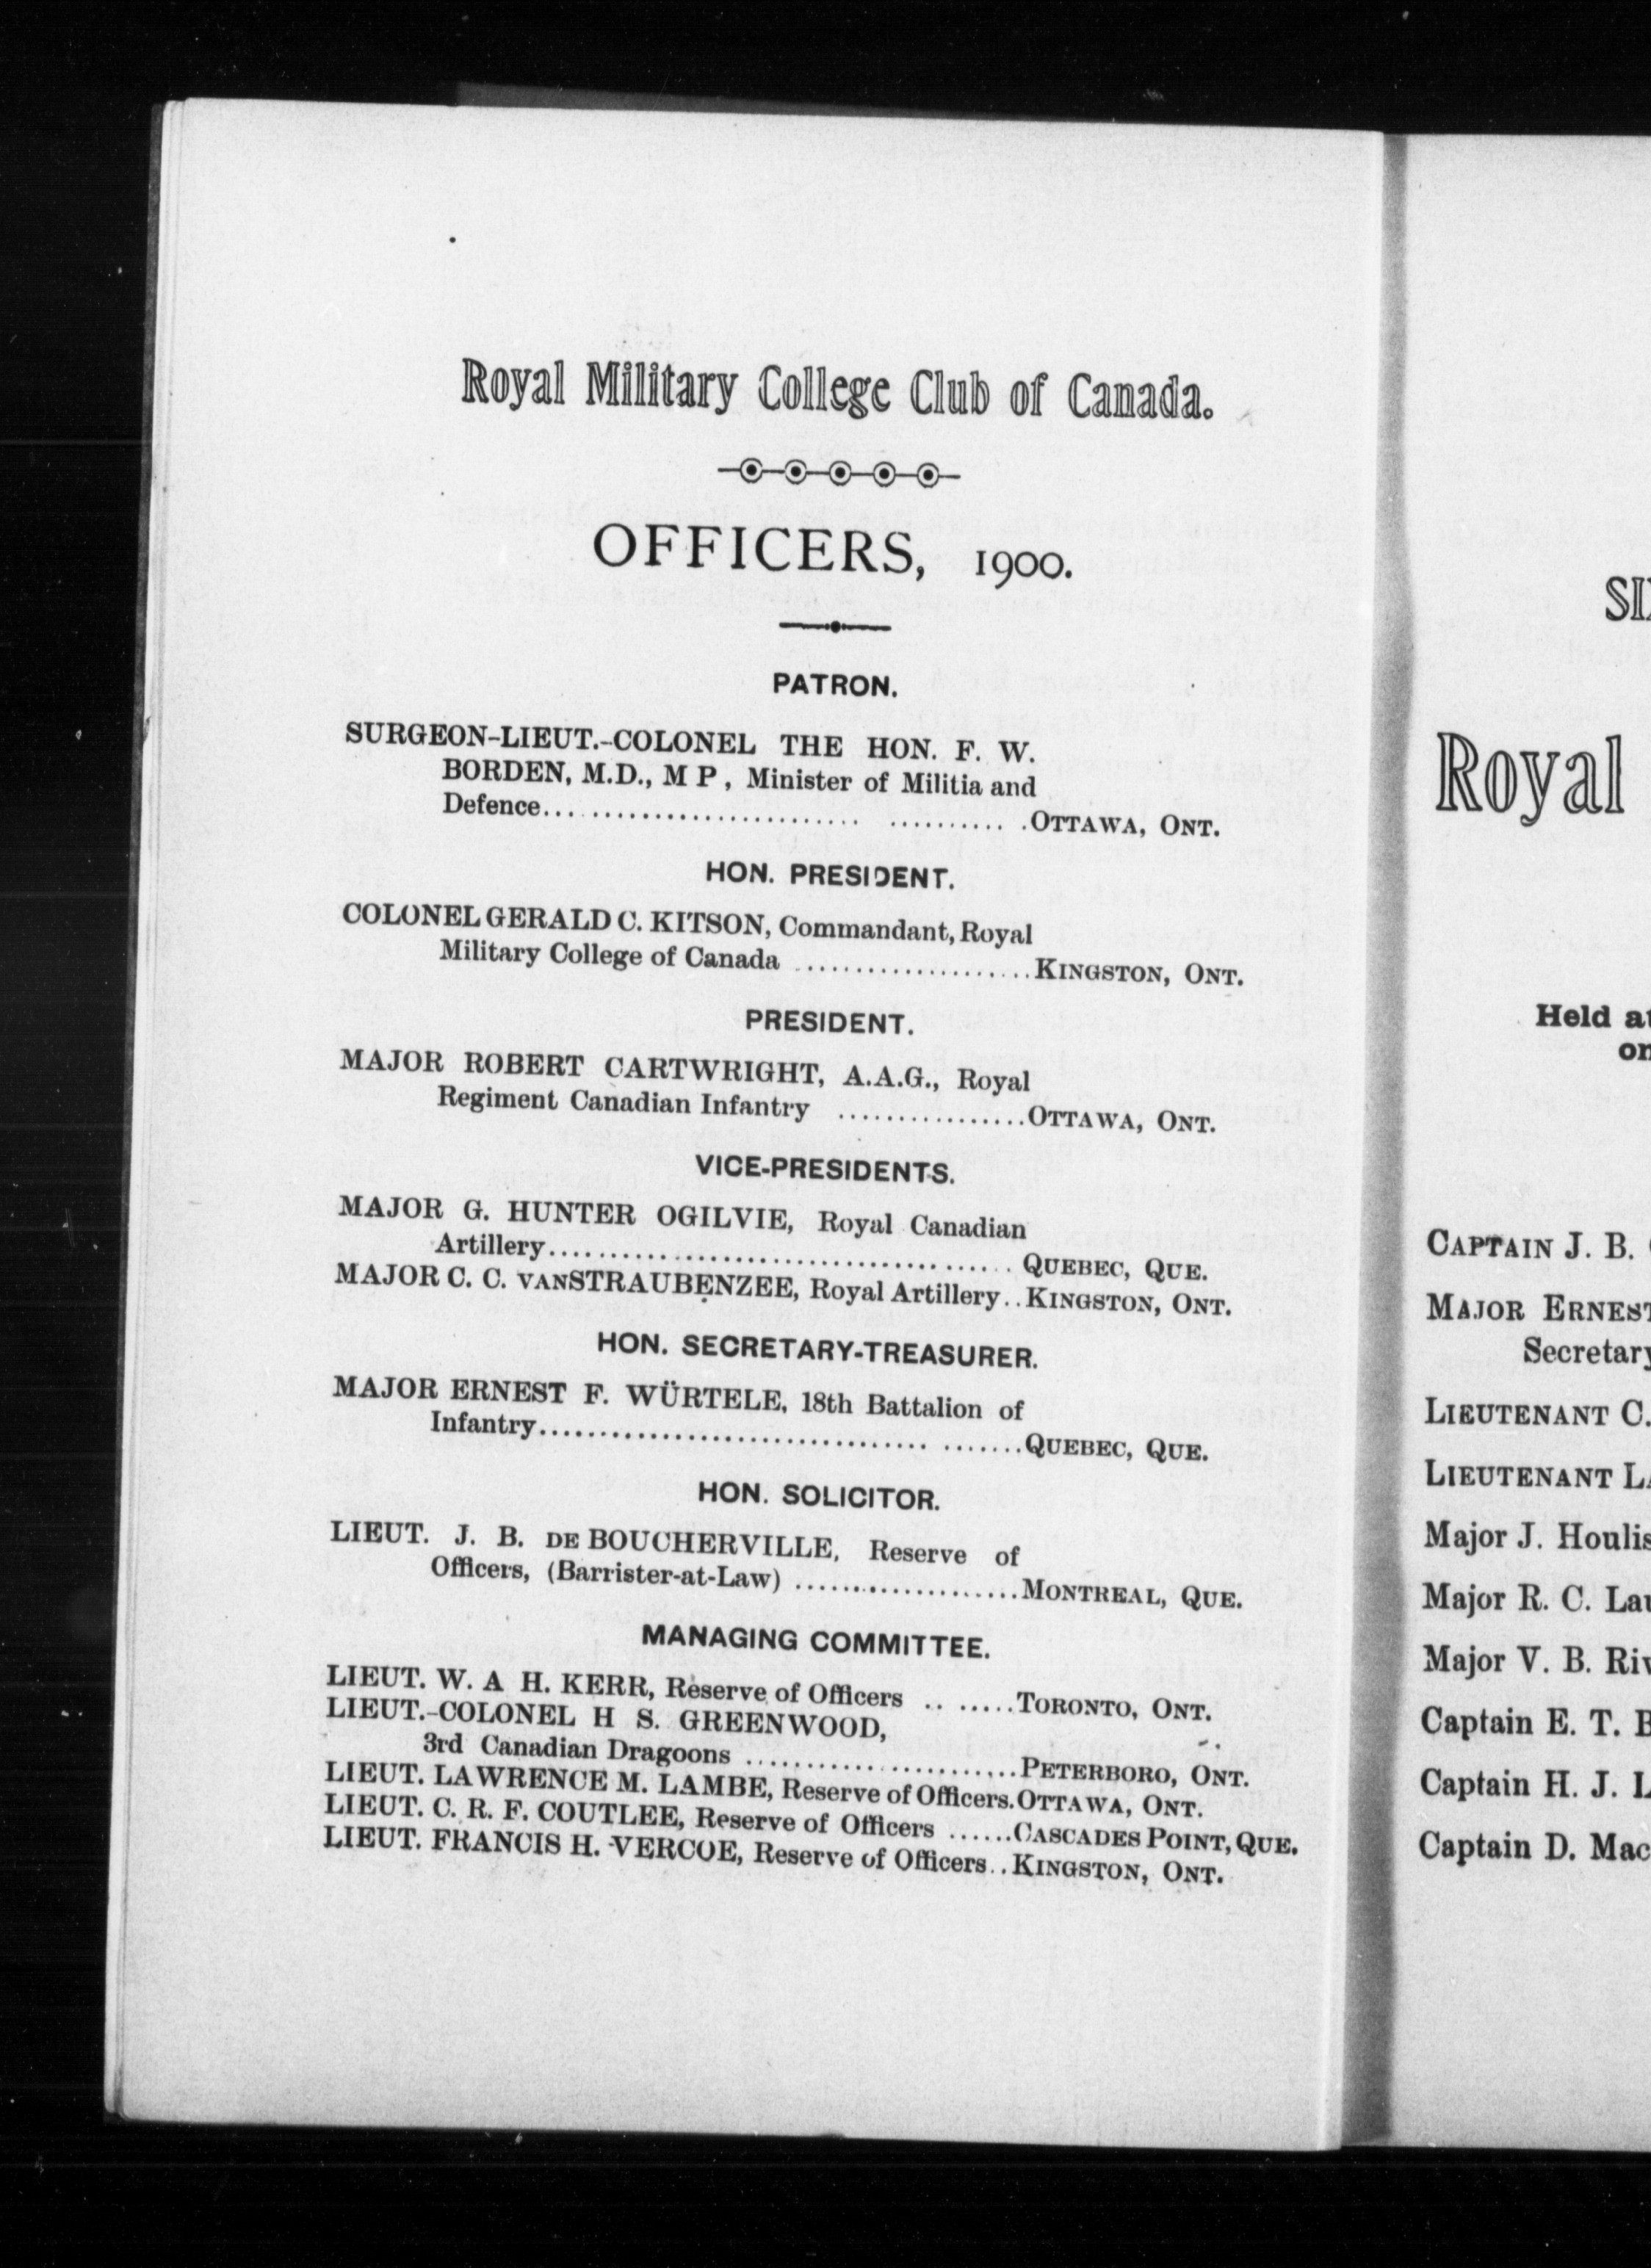 Royal Military College Club of Canada.
OFFICERS, 1900.
PATRON.
SURGEON-LIEUT.-COLONEL THE HON. F. W.
BORDEN, M.D., M P , Minister of Militia and
Defence... .......................... .......... .OTTAWA, ONT.
HON. PRESIDENT.
COLONEL GERALD C. KITSON, Commandant, Royal
Military College of Canada ....................KINGSTON, ONT.
PRESIDENT.
MAJOR ROBERT CARTWRIGHT, A.A.G., Royal
Regiment Canadian Infantry ................OTTAWA, ONT.
VICE-PRESIDENTS.
MAJOR G. HUNTER OGILVIE, Royal Canadian
Artillery....................................... ...... QUEBEC, QUE.
MAJOR C. C. VANSTRAUBENZEE, Royal Artillery..KINGSTON, ONT.
HON. SECRETARY-TREASURER.
MAJOR ERNEST F. WÜRTELE, 18th Battalion of
Infantry................................. .......QUEBEC, QUE.
HON. SOLICITOR.
LIEUT. J. B. DE BOUCHERVILLE, Reserve of
Officers, (Barrister-at-Law) ...................MONTREAL, QUE.
MANAGING COMMITTEE.
LIEUT. W. A H. KERR, Reserve of Officers .. ......TORONTO, ONT.
LIEUT.-COLONEL H S. GREENWOOD,
3rd Canadian Dragoons .......................PETERBORO, ONT.
LIEUT. LAWRENCE M. LAMBE, Reserve of Officers.OTTAWA, ONT.
LIEUT. C. R. F. COUTLEE, Reserve of Officers ......CASCADES POINT, QUE.
LIEUT. FRANCIS H. VERCOE, Reserve of Officers..KINGSTON, ONT.
Royal
Held at
on
CAPTAIN J. B.
MAJOR ERNEST
Secretary
LIEUTENANT C.
LIEUTENANT
Major J.
Major R. C.
Major V. B.
Captain E. T.
Captain H. J.
Captain D.